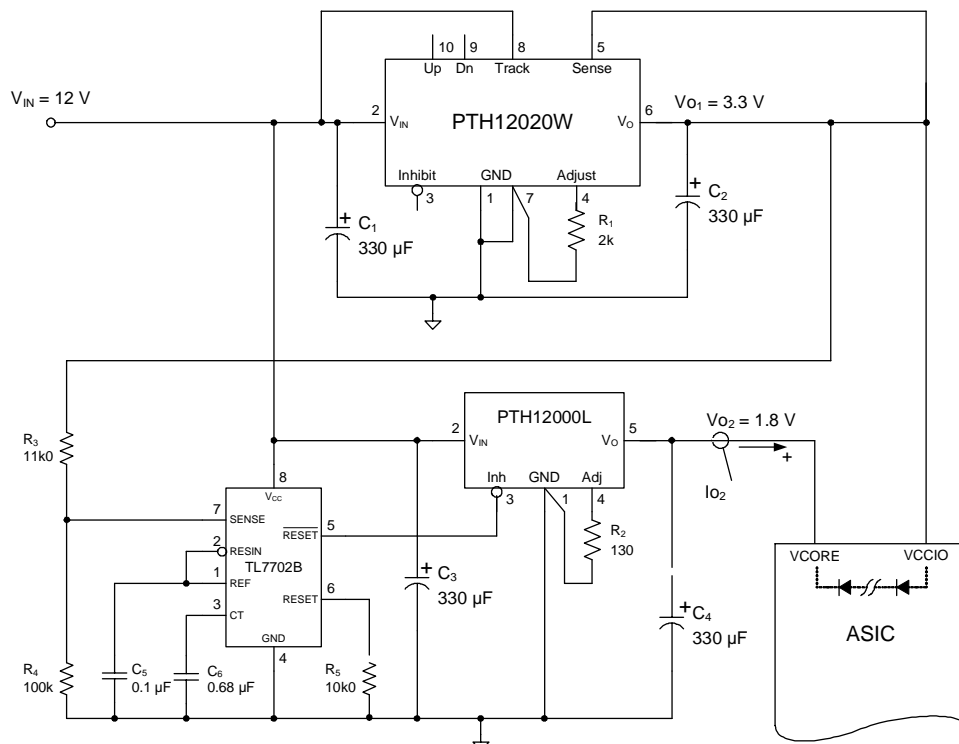 10 9 8 5
Up Dn Track Sense
V_IN = 12 V
2
V_IN
PTH12020W
V_O
6
Vo₁ = 3.3 V
Inhibit
GND
Adjust
3
1
7
4
+
C₁
330 µF
R₁
2k
+
C₂
330 µF
R₃
11k0
PTH12000L
2
V_IN
V_O
5
Vo₂ = 1.8 V
+
Io₂
Inh
GND
Adj
3
1
4
R₂
130
8
V_CC
7
SENSE
2
RESIN
TL7702B
1
REF
3
CT
GND
4
5
R̅E̅S̅E̅T̅
6
RESET
+
C₃
330 µF
+
C₄
330 µF
VCORE
VCCIO
ASIC
R₄
100k
C₅
0.1 µF
C₆
0.68 µF
R₅
10k0